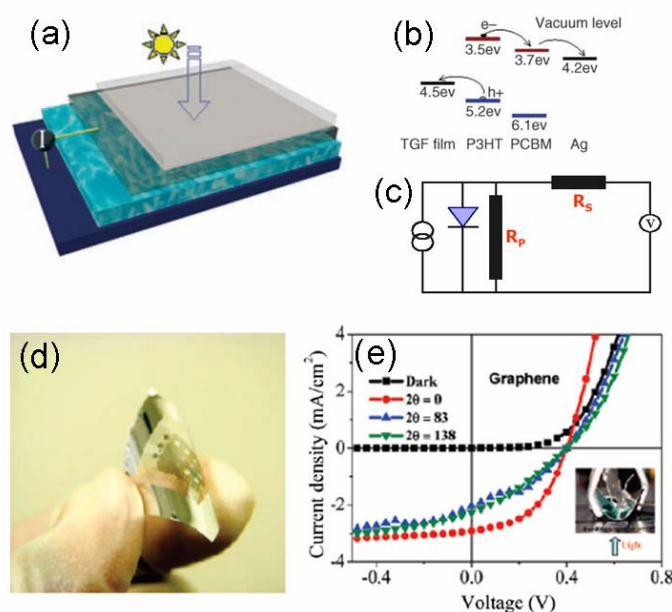 (a)
I
(b)
e−
Vacuum level
3.5ev
3.7ev
4.2ev
4.5ev
h+
5.2ev
6.1ev
TGF film P3HT PCBM Ag
(c)
R_S
R_P
V
(d)
(e)
4
2
0
-2
-4
Current density (mA/cm²)
Dark
2θ = 0
2θ = 83
2θ = 138
Graphene
Light
0.0 0.4 0.8
Voltage (V)